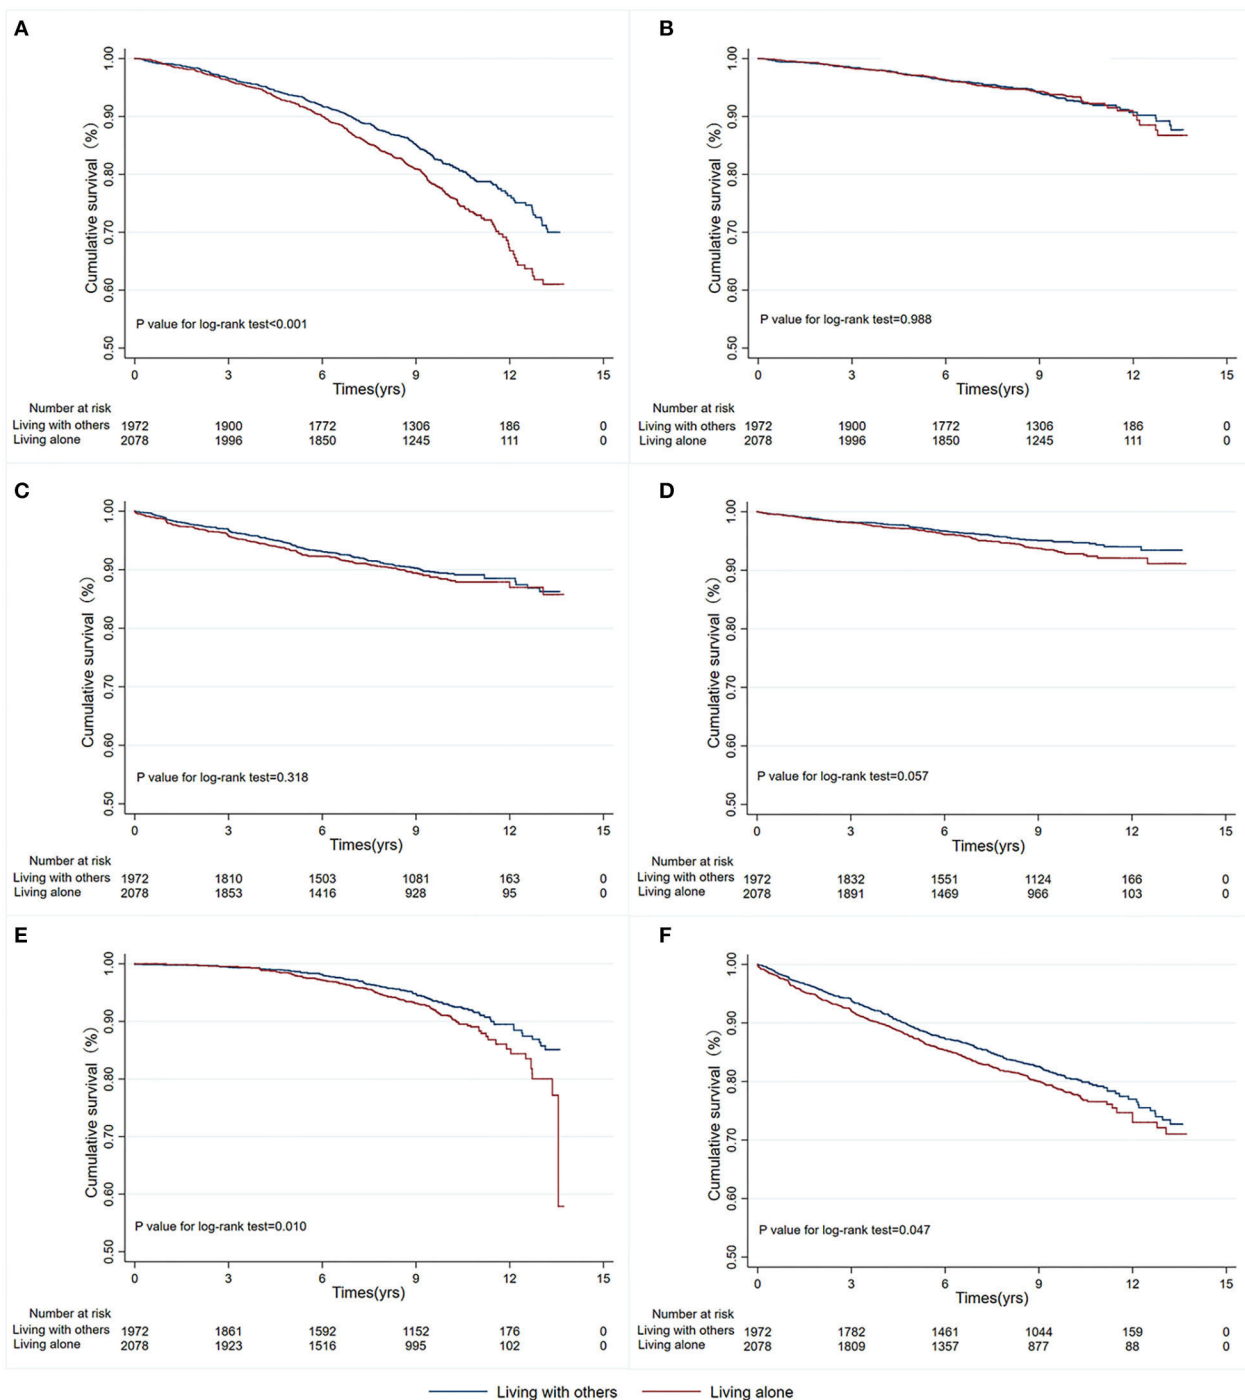 A
Cumulative survival (%)
1.00
0.90
0.80
0.70
0.60
0.50
P value for log-rank test<0.001
0 3 6 9 12 15
Times(yrs)
Number at risk
Living with others 1972 1900 1772 1306 186 0
Living alone 2078 1996 1850 1245 111 0
B
Cumulative survival (%)
1.00
0.90
0.80
0.70
0.60
0.50
P value for log-rank test=0.988
0 3 6 9 12 15
Times(yrs)
Number at risk
Living with others 1972 1900 1772 1306 186 0
Living alone 2078 1996 1850 1245 111 0
C
Cumulative survival (%)
1.00
0.90
0.80
0.70
0.60
0.50
P value for log-rank test=0.318
0 3 6 9 12 15
Times(yrs)
Number at risk
Living with others 1972 1810 1503 1081 163 0
Living alone 2078 1853 1416 928 95 0
D
Cumulative survival (%)
1.00
0.90
0.80
0.70
0.60
0.50
P value for log-rank test=0.057
0 3 6 9 12 15
Times(yrs)
Number at risk
Living with others 1972 1832 1551 1124 166 0
Living alone 2078 1891 1469 966 103 0
E
Cumulative survival (%)
1.00
0.90
0.80
0.70
0.60
0.50
P value for log-rank test=0.010
0 3 6 9 12 15
Times(yrs)
Number at risk
Living with others 1972 1861 1592 1152 176 0
Living alone 2078 1923 1516 995 102 0
F
Cumulative survival (%)
1.00
0.90
0.80
0.70
0.60
0.50
P value for log-rank test=0.047
0 3 6 9 12 15
Times(yrs)
Number at risk
Living with others 1972 1782 1461 1044 159 0
Living alone 2078 1809 1357 877 88 0
Living with others Living alone